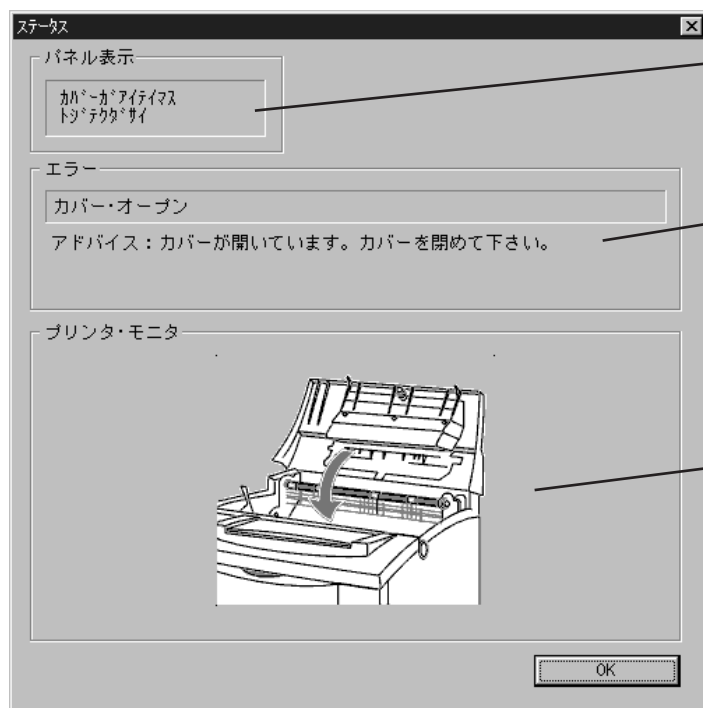 ステータス
パネル表示
ｶﾊﾞｰｶﾞｱｲﾃｲﾏｽ
ﾄｼﾞﾃｸﾀﾞｻｲ
エラー
カバー・オープン
アドバイス：カバーが開いています。カバーを閉めて下さい。
プリンタ・モニタ
OK